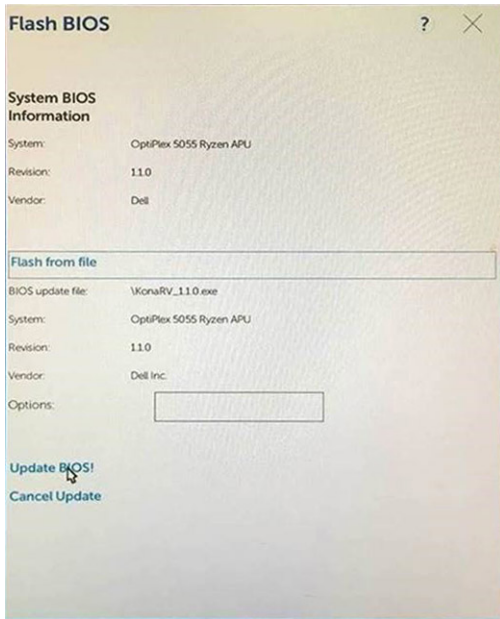 Flash BIOS ?
System BIOS
Information
System: OptiPlex 5055 Ryzen APU
Revision: 1.1.0
Vendor: Dell
Flash from file
BIOS update file: \KonaRV_1.1.0.exe
System: OptiPlex 5055 Ryzen APU
Revision: 1.1.0
Vendor: Dell Inc.
Options:
Update BIOS!
Cancel Update